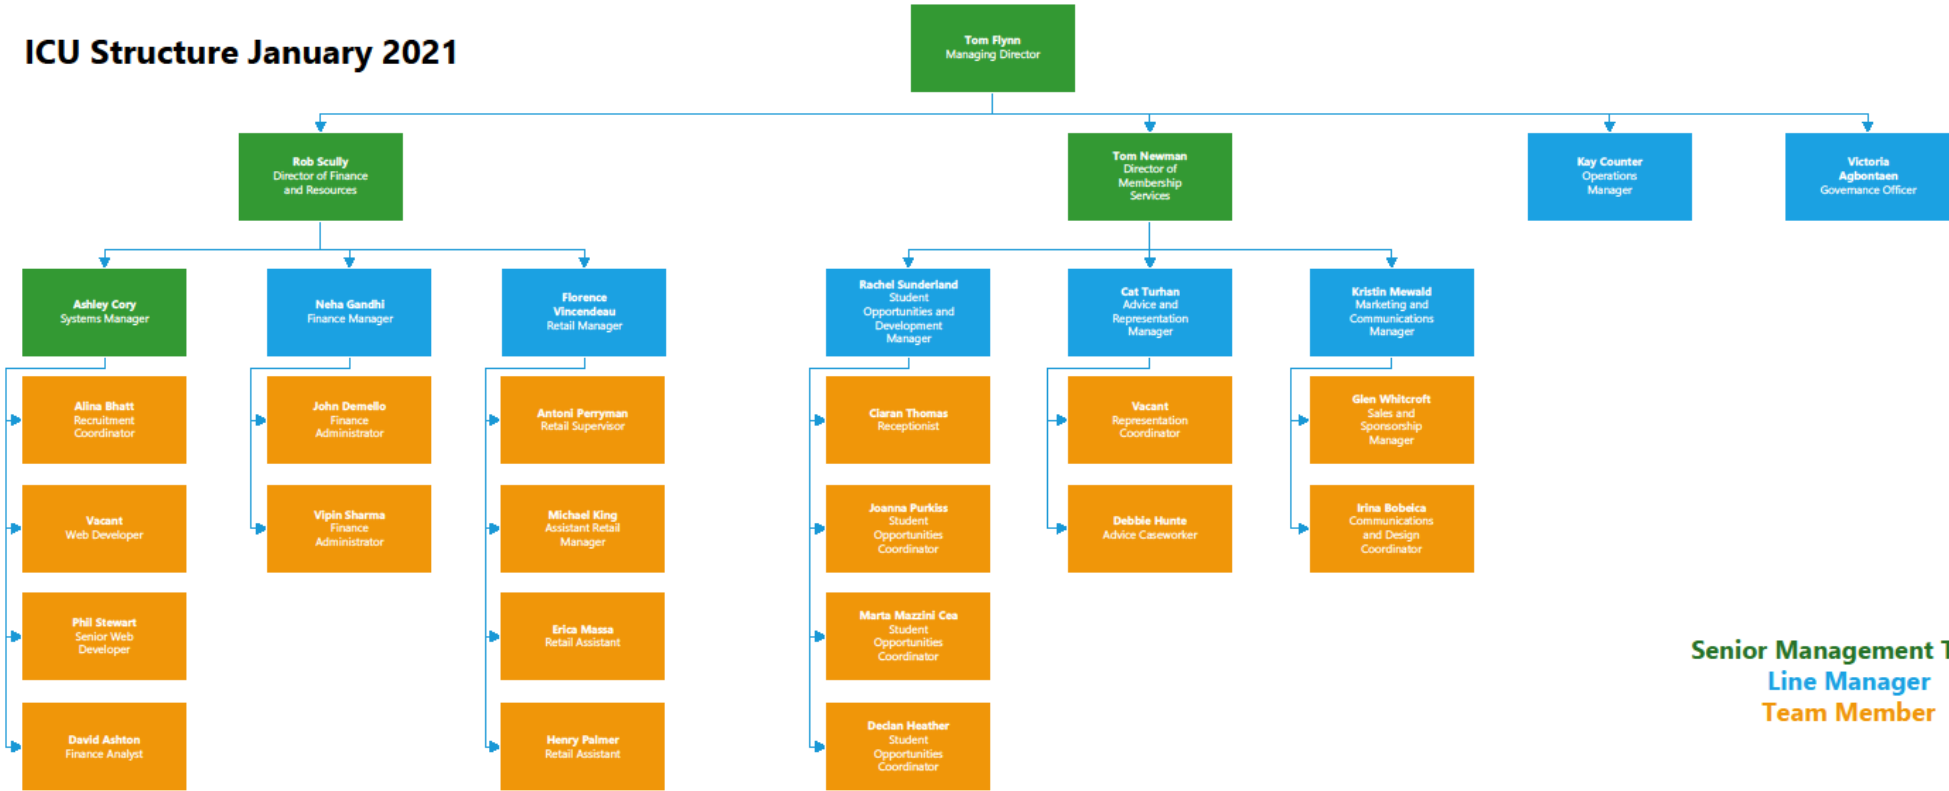 ICU Structure January 2021
Tom Flynn
Managing Director
Rob Scully
Director of Finance
and Resources
Tom Newman
Director of
Membership
Services
Kay Counter
Operations
Manager
Victoria
Agbontaen
Governance Officer
Ashley Cory
Systems Manager
Neha Gandhi
Finance Manager
Florence
Vincendeau
Retail Manager
Rachel Sunderland
Student
Opportunities and
Development
Manager
Cat Turhan
Advice and
Representation
Manager
Kristin Mewald
Marketing and
Communications
Manager
Alina Bhatt
Recruitment
Coordinator
John Demello
Finance
Administrator
Antoni Perryman
Retail Supervisor
Ciaran Thomas
Receptionist
Vacant
Representation
Coordinator
Glen Whitcroft
Sales and
Sponsorship
Manager
Vacant
Web Developer
Vipin Sharma
Finance
Administrator
Michael King
Assistant Retail
Manager
Joanna Purkiss
Student
Opportunities
Coordinator
Debbie Hunte
Advice Caseworker
Irina Bobeica
Communications
and Design
Coordinator
Phil Stewart
Senior Web
Developer
Erica Massa
Retail Assistant
Marta Mazzini Cea
Student
Opportunities
Coordinator
David Ashton
Finance Analyst
Henry Palmer
Retail Assistant
Declan Heather
Student
Opportunities
Coordinator
Senior Management T
Line Manager
Team Member